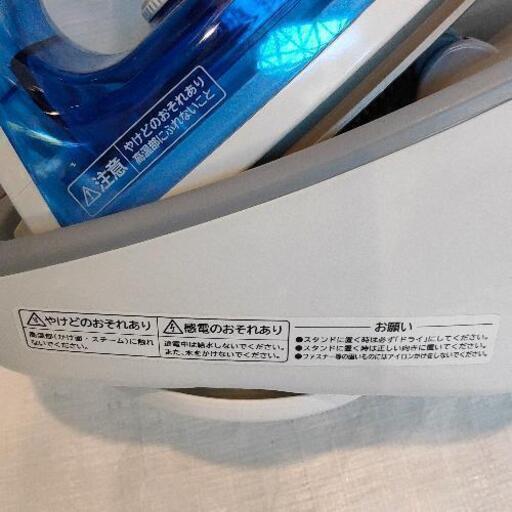 注意
やけどのおそれあり
高温部にふれないこと
やけどのおそれあり
高温部(かけ面・スチーム)に触れ
ないでください。
感電のおそれあり
通電中は給水しないでください。
また、水をかけないでください。
お願い
●スタンドに置く時は必ず「ドライ」にしてください。
●スタンドに置く時は正しい向きに置いてください。
●ファスナー等の固いものにはアイロンがけをしないでください。